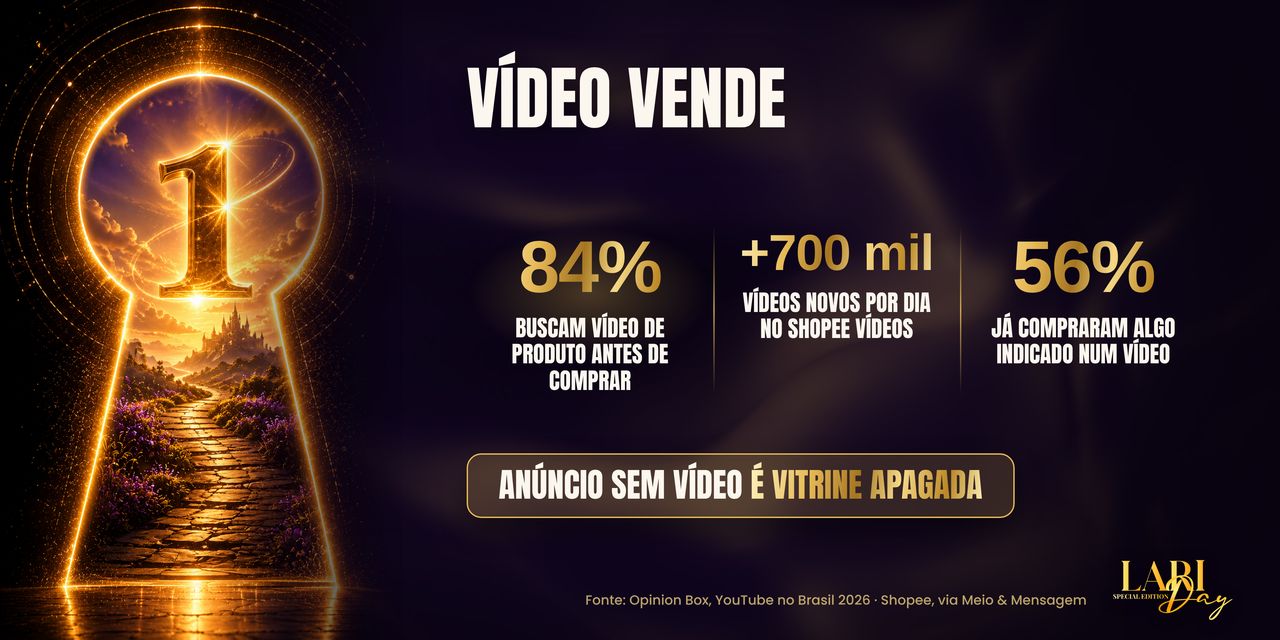 VÍDEO VENDE
1
84%
BUSCAM VÍDEO DE
PRODUTO ANTES DE
COMPRAR
+700 mil
VÍDEOS NOVOS POR DIA
NO SHOPEE VÍDEOS
56%
JÁ COMPRARAM ALGO
INDICADO NUM VÍDEO
ANÚNCIO SEM VÍDEO É VITRINE APAGADA
Fonte: Opinion Box, YouTube no Brasil 2026 · Shopee, via Meio & Mensagem
LABI
SPECIAL EDITION Day